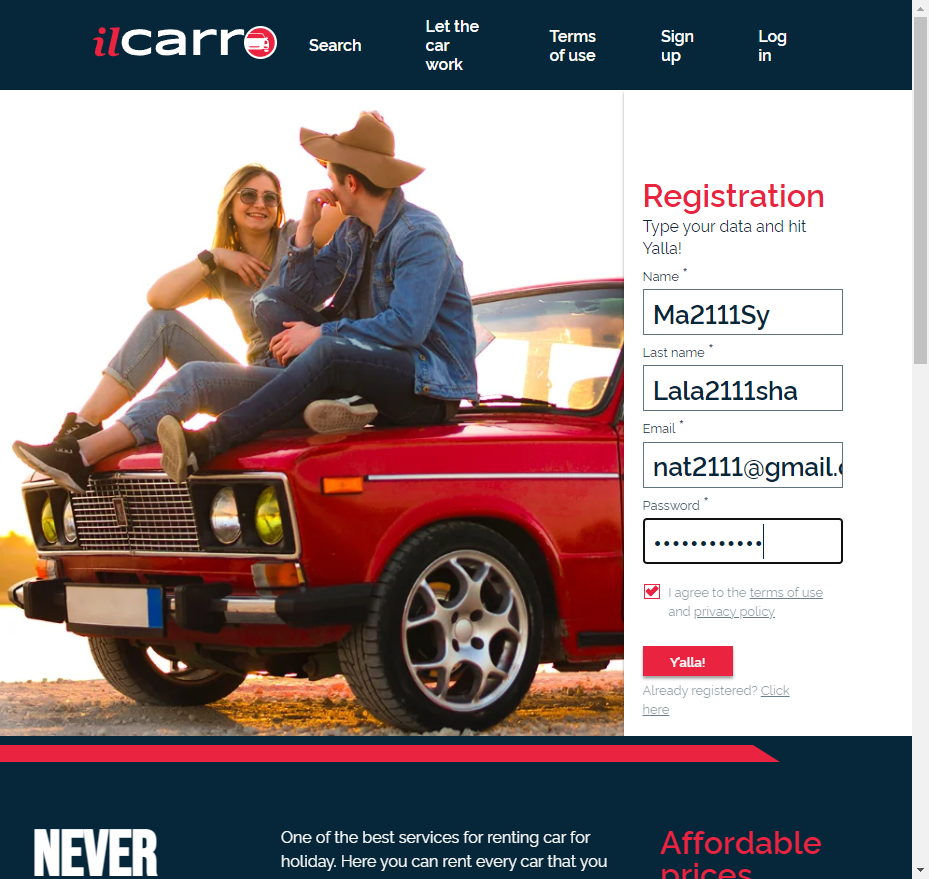 ilcarro
Search
Let the
car
work
Terms
of use
Sign
up
Log
in
Registration
Type your data and hit
Yalla!
Name *
Ma2111Sy
Last name *
Lala2111sha
Email *
nat2111@gmail.
Password *
••••••••••••
I agree to the terms of use
and privacy policy
Y'alla!
Already registered? Click
here
NEVER
One of the best services for renting car for
holiday. Here you can rent every car that you
Affordable
prices